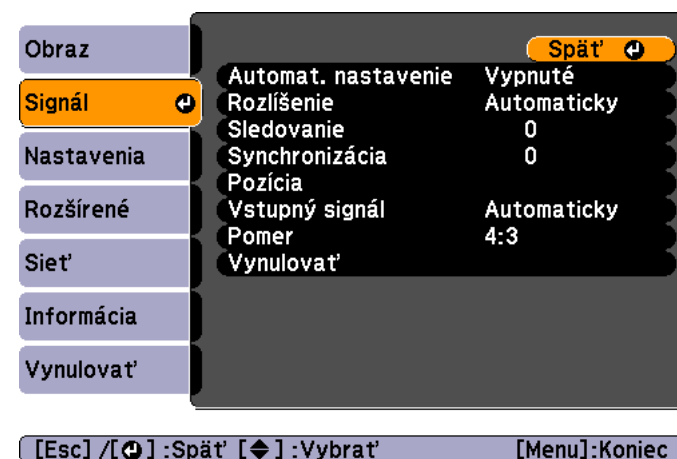 Obraz
Signál
Nastavenia
Rozšírené
Sieť
Informácia
Vynulovať
Späť
Automat. nastavenie Vypnuté
Rozlíšenie Automaticky
Sledovanie 0
Synchronizácia 0
Pozícia
Vstupný signál Automaticky
Pomer 4:3
Vynulovať
[Esc] /[ ] :Späť [ ] :Vybrať [Menu]:Koniec